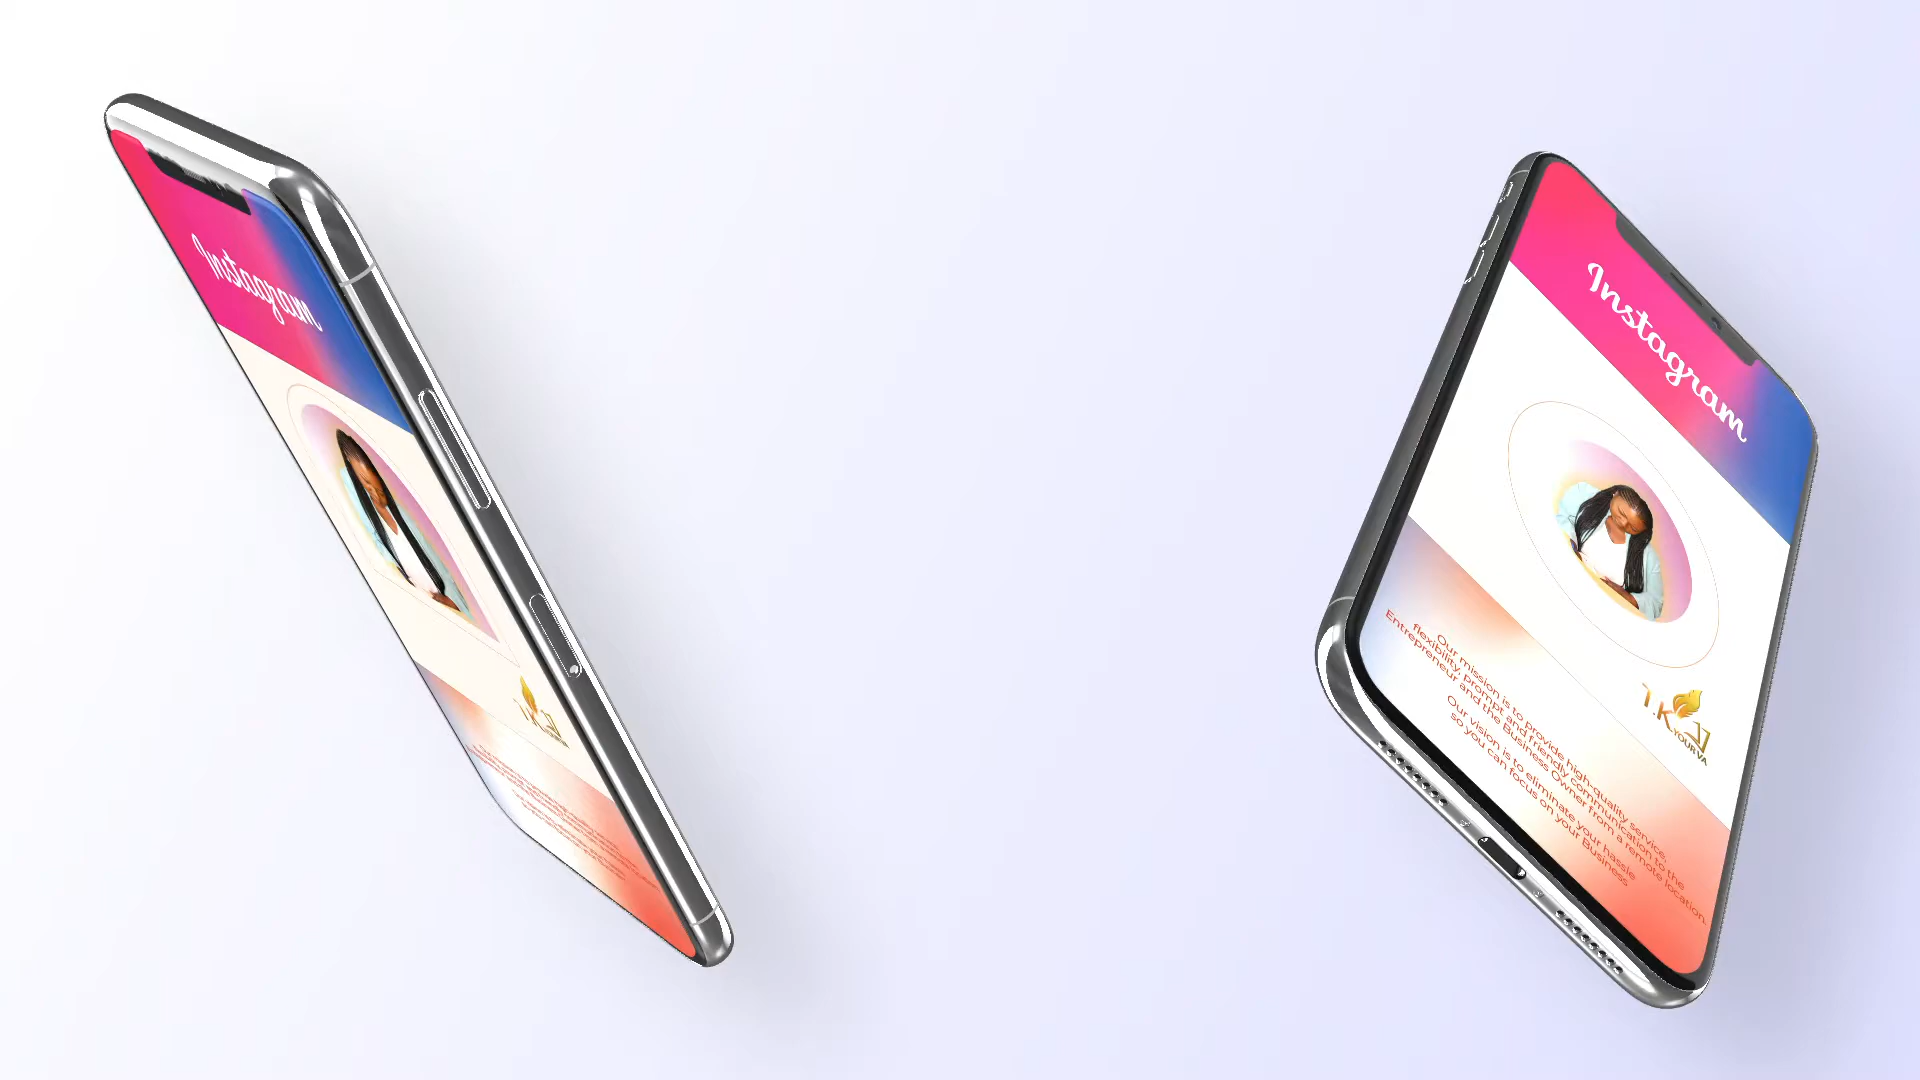 Instagram
Instagram
T.K
YOUR VA
Our mission is to provide high-quality service,
flexibility, prompt and friendly communication to the
Entrepreneur and the Business Owner from a remote location.
Our vision is to eliminate your hassle
so you can focus on your Business